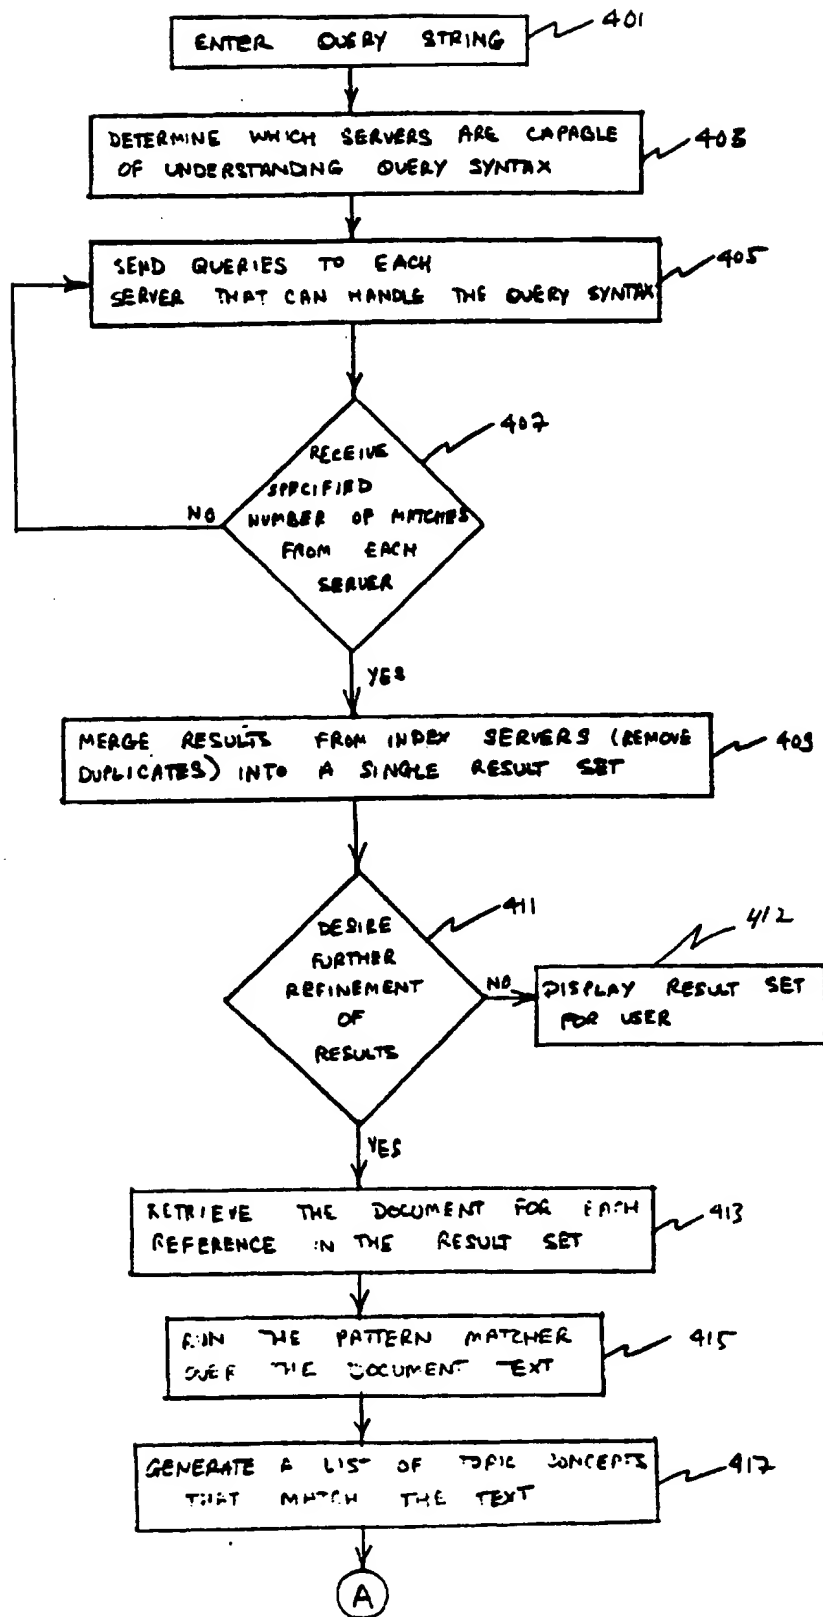 ENTER QUERY STRING
401
DETERMINE WHICH SERVERS ARE CAPABLE
OF UNDERSTANDING QUERY SYNTAX
403
SEND QUERIES TO EACH
SERVER THAT CAN HANDLE THE QUERY SYNTAX
405
RECEIVE
SPECIFIED
NUMBER OF MATCHES
FROM EACH
SERVER
407
NO
YES
MERGE RESULTS FROM INDEX SERVERS (REMOVE
DUPLICATES) INTO A SINGLE RESULT SET
409
DESIRE
FURTHER
REFINEMENT
OF
RESULTS
411
NO
412
DISPLAY RESULT SET
FOR USER
YES
RETRIEVE THE DOCUMENT FOR EACH
REFERENCE IN THE RESULT SET
413
RUN THE PATTERN MATCHER
OVER THE DOCUMENT TEXT
415
GENERATE A LIST OF TOPIC CONCEPTS
THAT MATCH THE TEXT
417
A